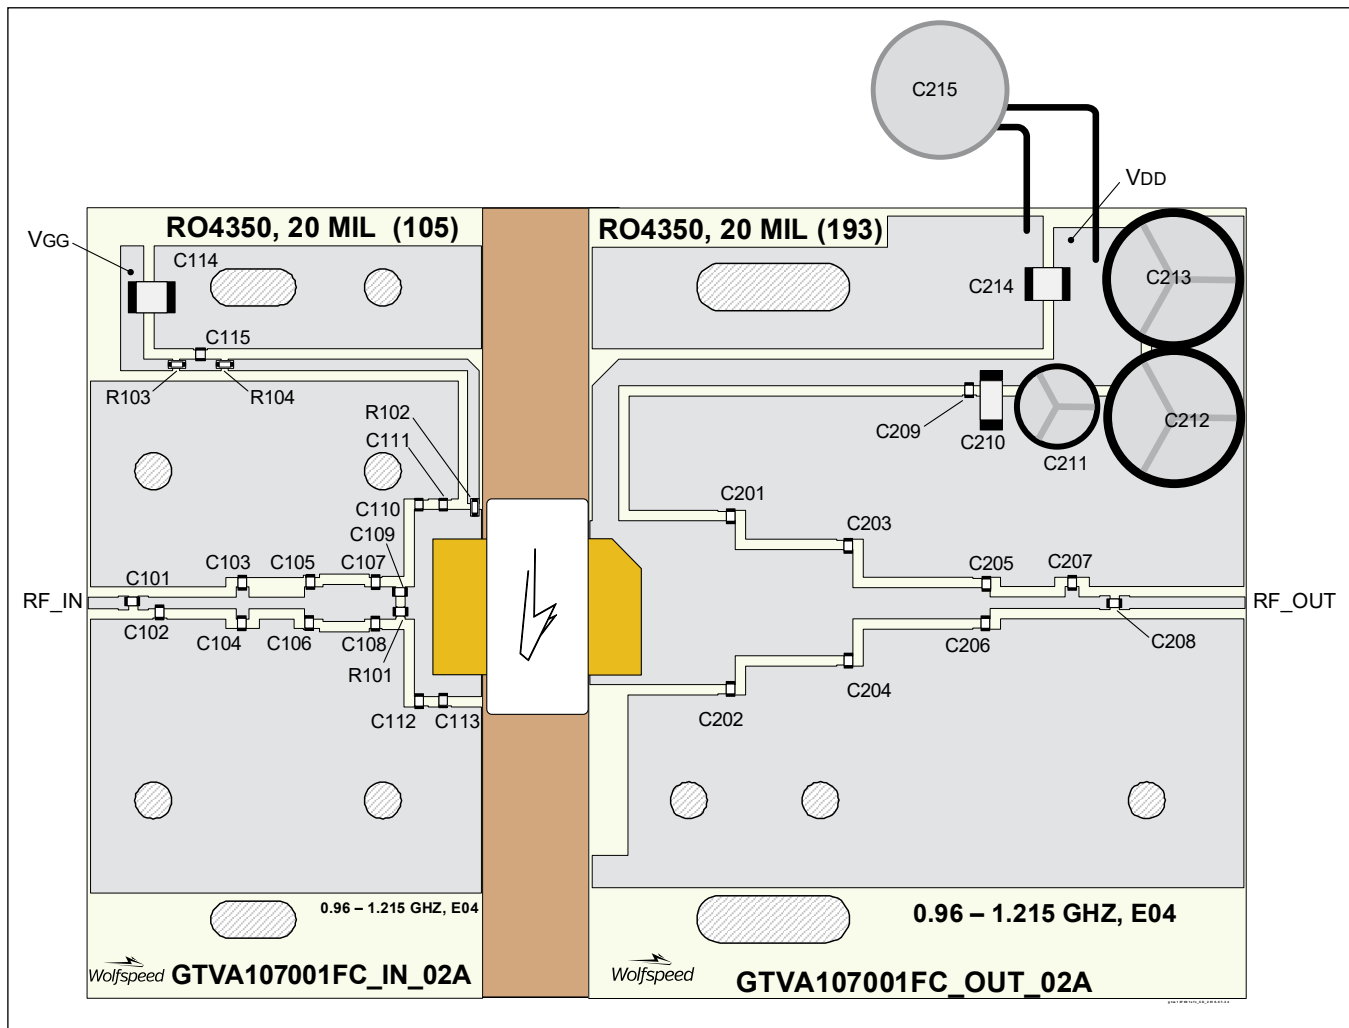 C215
VDD
RO4350, 20 MIL (105)
RO4350, 20 MIL (193)
VGG
C114
C213
C214
C115
R103
R104
R102
C209
C210
C211
C212
C111
C110
C109
C201
C203
C103
C105
C107
C205
C207
C101
RF_IN
RF_OUT
C102
C104
C106
C108
C206
C208
R101
C204
C112
C113
C202
0.96 – 1.215 GHZ, E04
0.96 – 1.215 GHZ, E04
Wolfspeed
GTVA107001FC_IN_02A
Wolfspeed
GTVA107001FC_OUT_02A